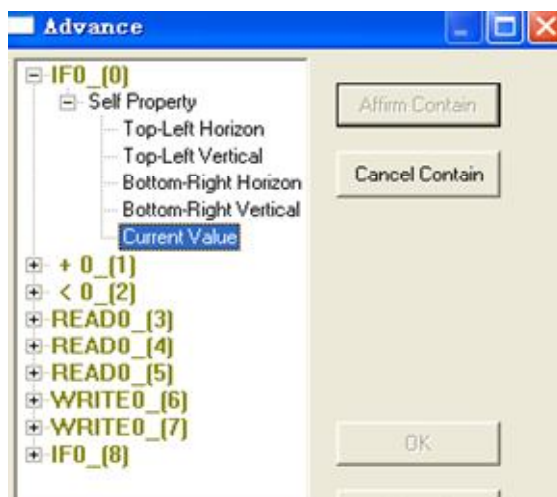 Advance
IF0_(0)
Self Property
Top-Left Horizon
Top-Left Vertical
Bottom-Right Horizon
Bottom-Right Vertical
Current Value
+ 0_(1)
< 0_(2)
READ0_(3)
READ0_(4)
READ0_(5)
WRITE0_(6)
WRITE0_(7)
IF0_(8)
Affirm Contain
Cancel Contain
OK